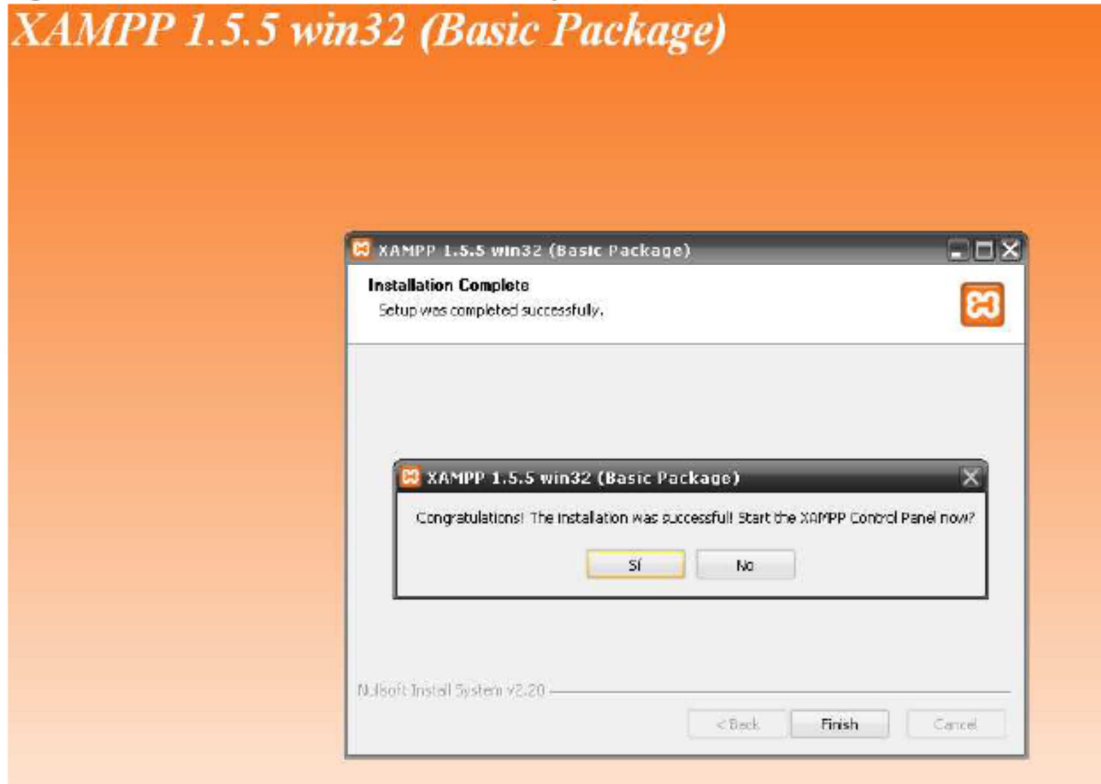 XAMPP 1.5.5 win32 (Basic Package)
XAMPP 1.5.5 win32 (Basic Package)
Installation Complete
Setup was completed successfully.
XAMPP 1.5.5 win32 (Basic Package)
Congratulations! The installation was successful! Start the XAMPP Control Panel now?
Sí No
Nullsoft Install System v2.20
< Back Finish Cancel